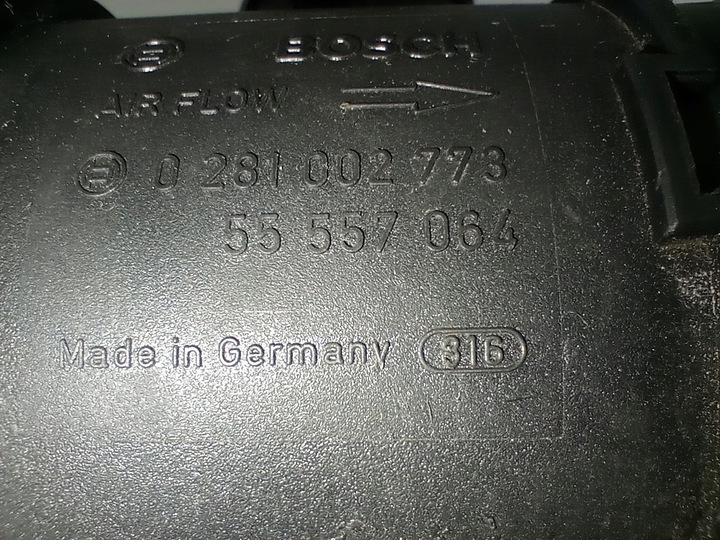 BOSCH
AIR FLOW
0 281 002 773
55 557 064
Made in Germany 316